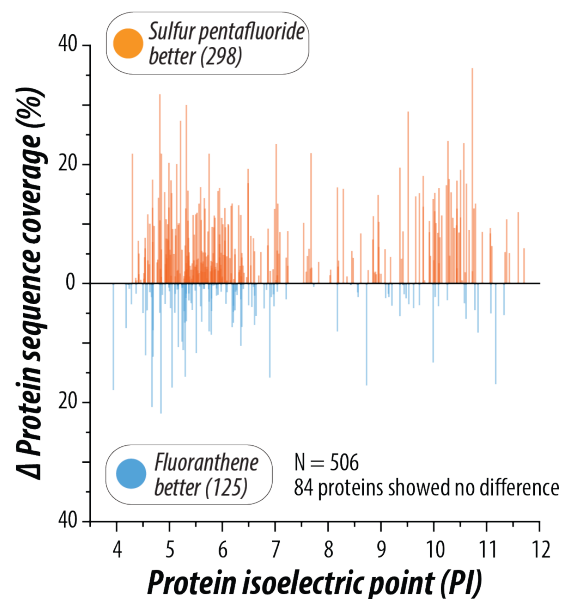 Sulfur pentafluoride
better (298)
40
20
0
20
40
Δ Protein sequence coverage (%)
Fluoranthene
better (125)
N = 506
84 proteins showed no difference
4 5 6 7 8 9 10 11 12
Protein isoelectric point (PI)